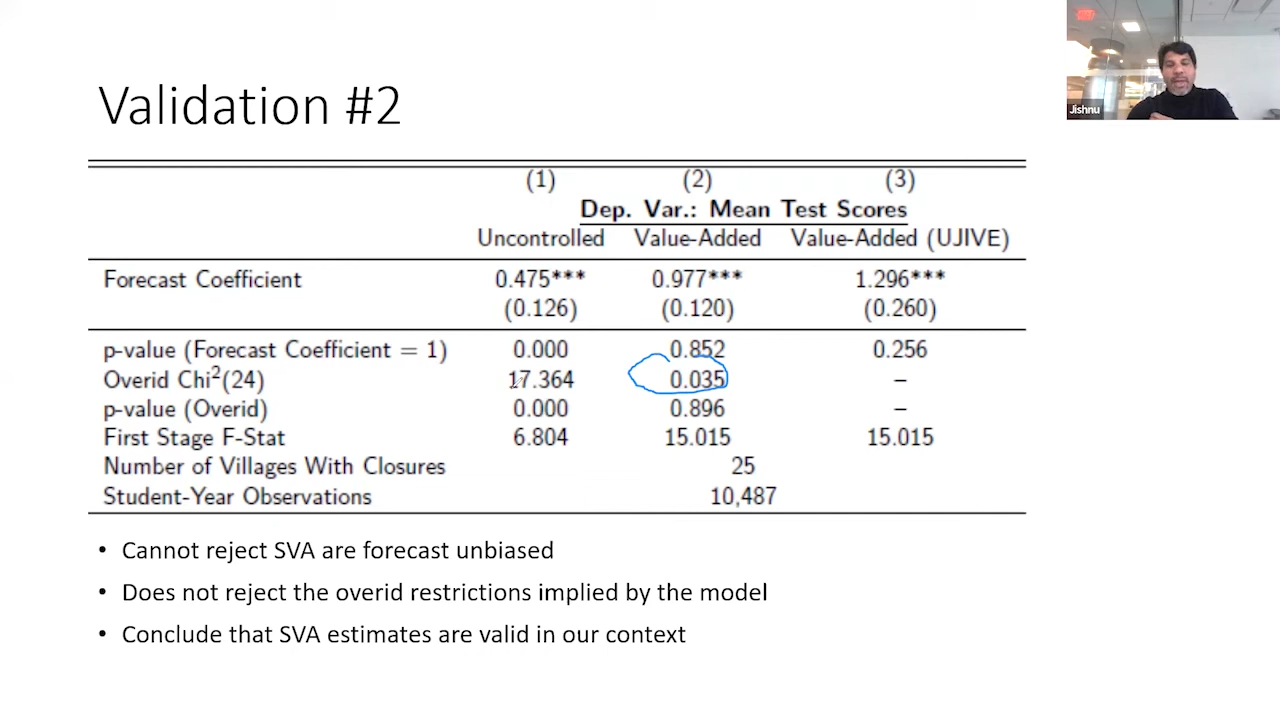 Validation #2
Jishnu
(1) (2) (3)
Dep. Var.: Mean Test Scores
Uncontrolled Value-Added Value-Added (UJIVE)
Forecast Coefficient 0.475*** 0.977*** 1.296***
(0.126) (0.120) (0.260)
p-value (Forecast Coefficient = 1) 0.000 0.852 0.256
Overid Chi²(24) 17.364 0.035 –
p-value (Overid) 0.000 0.896 –
First Stage F-Stat 6.804 15.015 15.015
Number of Villages With Closures 25
Student-Year Observations 10,487
• Cannot reject SVA are forecast unbiased
• Does not reject the overid restrictions implied by the model
• Conclude that SVA estimates are valid in our context